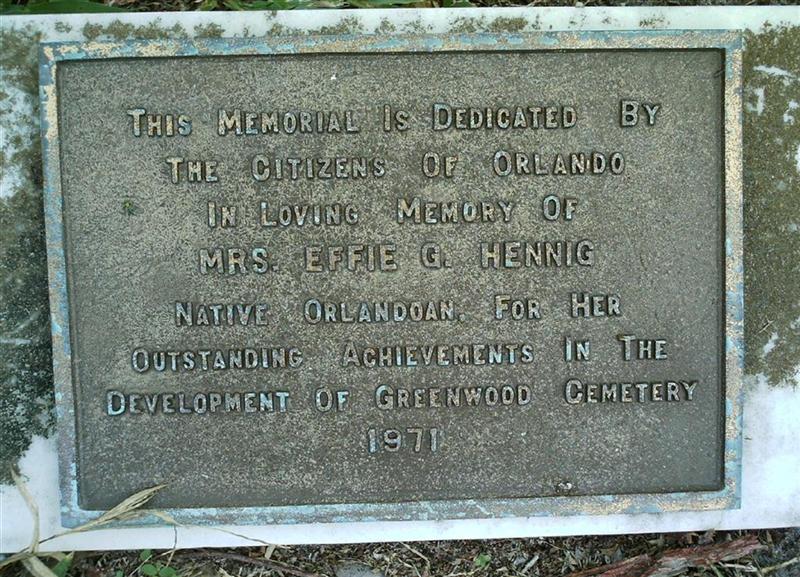 THIS MEMORIAL IS DEDICATED BY
THE CITIZENS OF ORLANDO
IN LOVING MEMORY OF
MRS. EFFIE G. HENNIG
NATIVE ORLANDOAN, FOR HER
OUTSTANDING ACHIEVEMENTS IN THE
DEVELOPMENT OF GREENWOOD CEMETERY
1971